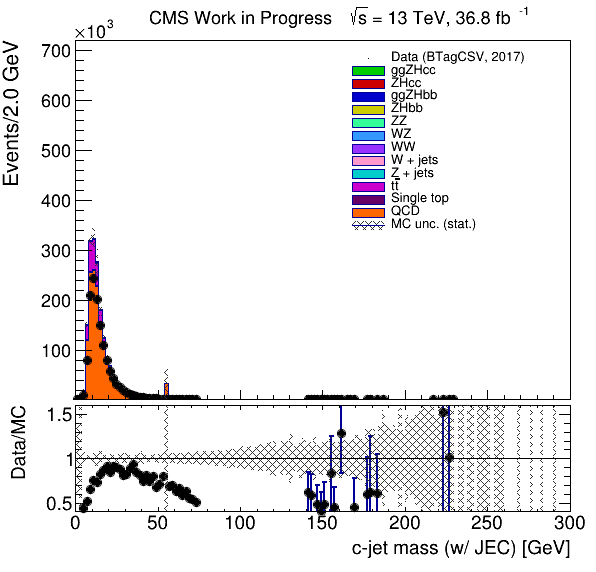 CMS Work in Progress √s = 13 TeV, 36.8 fb⁻¹
×10³
Events/2.0 GeV
700
600
500
400
300
200
100
Data (BTagCSV, 2017)
ggZHcc
ZHcc
ggZHbb
ZHbb
ZZ
WZ
WW
W + jets
Z + jets
tt̅
Single top
QCD
MC unc. (stat.)
Data/MC
1.5
1
0.5
0 50 100 150 200 250 300
c-jet mass (w/ JEC) [GeV]